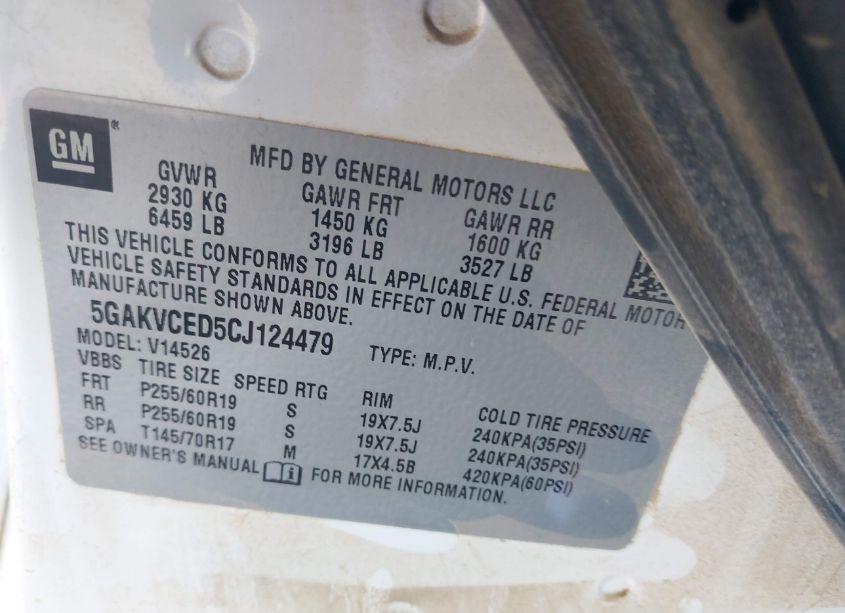 GM ®
MFD BY GENERAL MOTORS LLC
GVWR GAWR FRT GAWR RR
2930 KG 1450 KG 1600 KG
6459 LB 3196 LB 3527 LB
THIS VEHICLE CONFORMS TO ALL APPLICABLE U.S. FEDERAL MOTOR
VEHICLE SAFETY STANDARDS IN EFFECT ON THE DATE OF
MANUFACTURE SHOWN ABOVE.
5GAKVCED5CJ124479 TYPE: M.P.V.
MODEL: V14526
VBBS TIRE SIZE SPEED RTG RIM COLD TIRE PRESSURE
FRT P255/60R19 S 19X7.5J 240KPA(35PSI)
RR P255/60R19 S 19X7.5J 240KPA(35PSI)
SPA T145/70R17 M 17X4.5B 420KPA(60PSI)
SEE OWNER'S MANUAL FOR MORE INFORMATION.